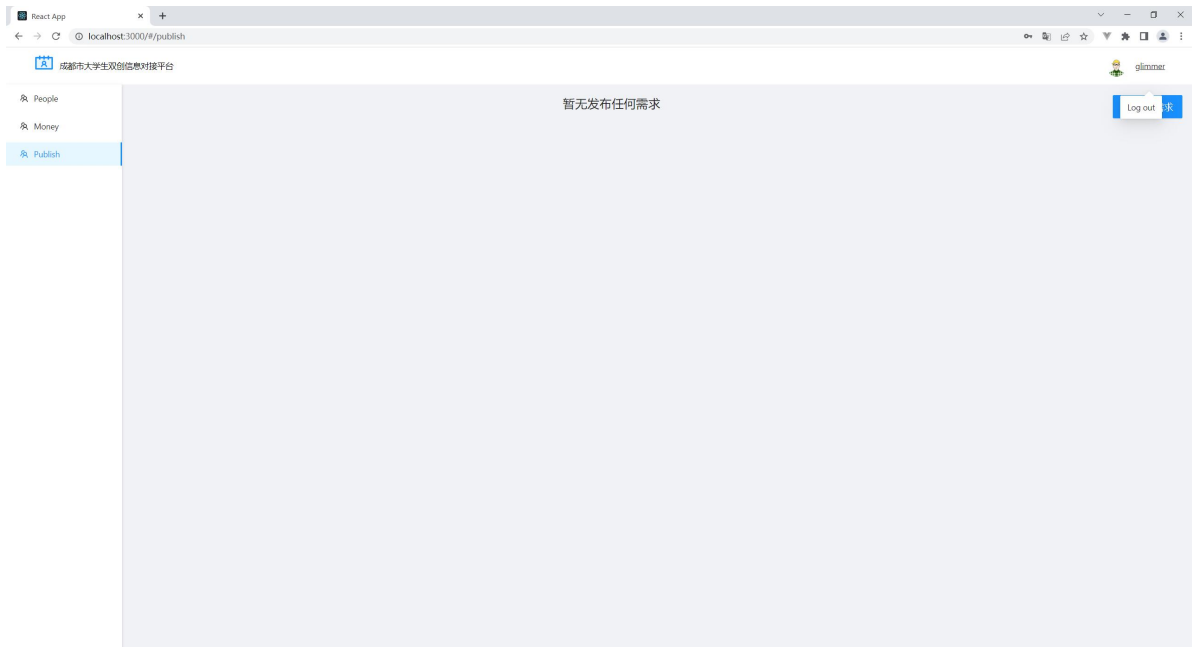 React App
localhost:3000/#/publish
成都市大学生双创信息对接平台
glimmer
People
Money
Publish
暂无发布任何需求
Log out
求